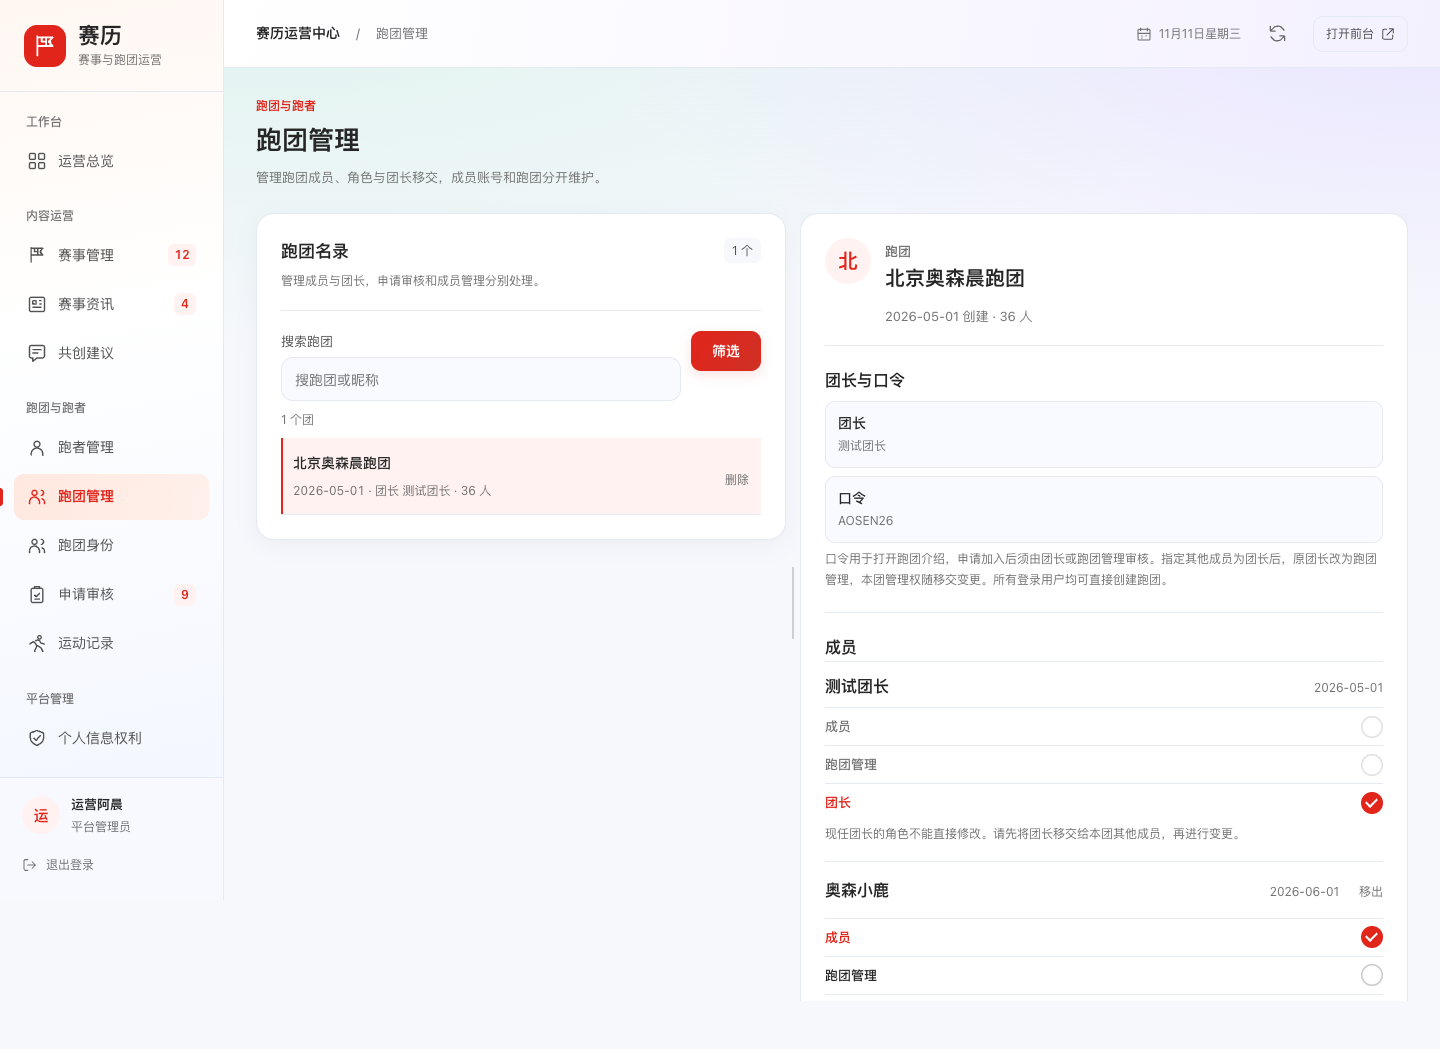 赛历
赛事与跑团运营
工作台
运营总览
内容运营
赛事管理 12
赛事资讯 4
共创建议
跑团与跑者
跑者管理
跑团管理
跑团身份
申请审核 9
运动记录
平台管理
个人信息权利
运
运营阿晨
平台管理员
退出登录
赛历运营中心 / 跑团管理
11月11日星期三
打开前台
跑团与跑者
跑团管理
管理跑团成员、角色与团长移交，成员账号和跑团分开维护。
跑团名录
1 个
管理成员与团长，申请审核和成员管理分别处理。
搜索跑团
搜跑团或昵称
筛选
1 个团
北京奥森晨跑团
2026-05-01 · 团长 测试团长 · 36 人
删除
北
跑团
北京奥森晨跑团
2026-05-01 创建 · 36 人
团长与口令
团长
测试团长
口令
AOSEN26
口令用于打开跑团介绍，申请加入后须由团长或跑团管理审核。指定其他成员为团长后，原团长改为跑团
管理，本团管理权随移交变更。所有登录用户均可直接创建跑团。
成员
测试团长 2026-05-01
成员
跑团管理
团长
现任团长的角色不能直接修改。请先将团长移交给本团其他成员，再进行变更。
奥森小鹿 2026-06-01 移出
成员
跑团管理